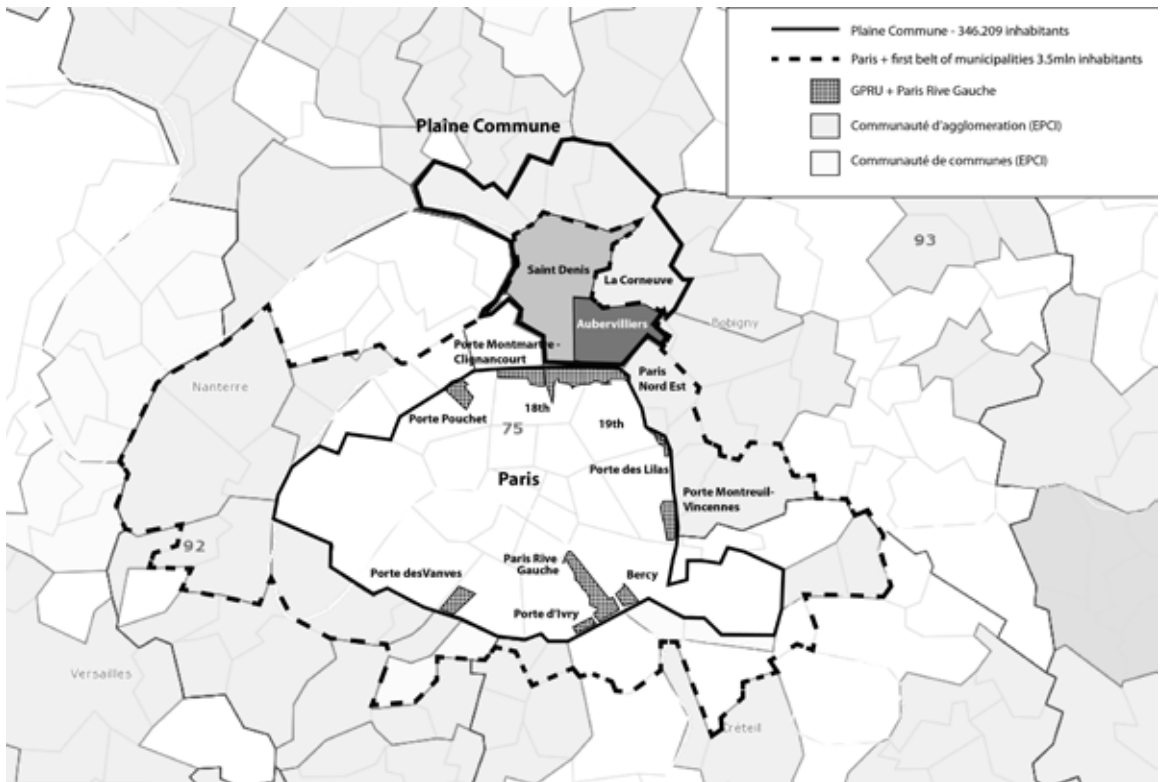 Plaine Commune - 346.209 inhabitants
Paris + first belt of municipalities 3.5mln inhabitants
GPRU + Paris Rive Gauche
Communauté d'agglomeration (EPCI)
Communauté de communes (EPCI)
Plaîne Commune
93
Saint Denis
La Corneuve
Aubervilliers
Bobigny
Porte Montmartre -
Clignancourt
Paris
Nord Est
Nanterre
Porte Pouchet
18th
75
19th
Paris
Porte des Lilas
Porte Montreuil-
Vincennes
92
Paris Rive
Gauche
Bercy
Porte desVanves
Porte d'Ivry
Versailles
Créteil